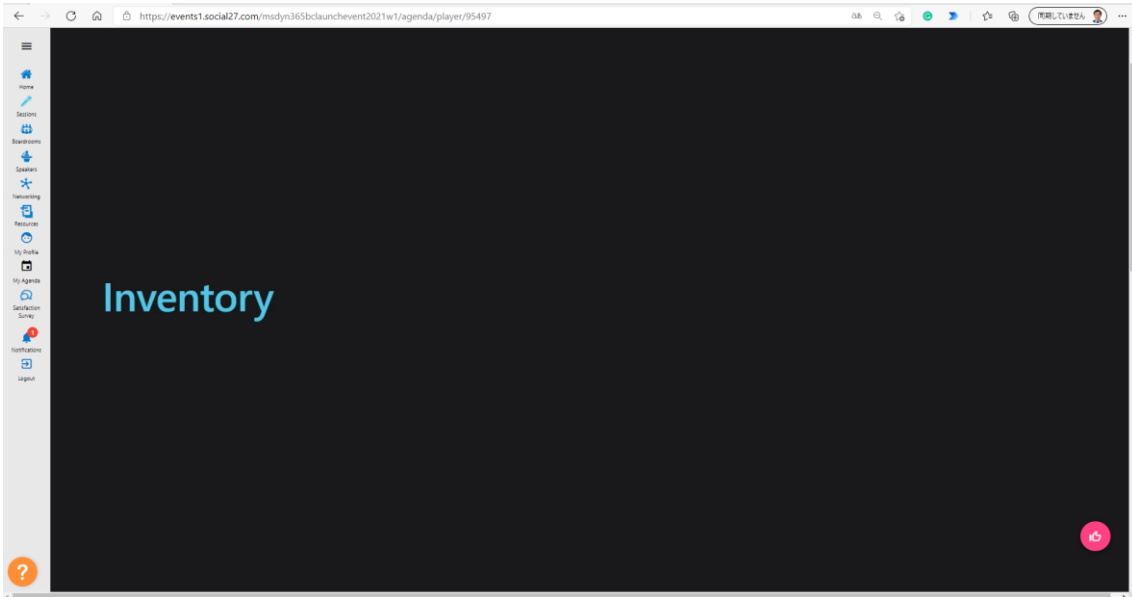 https://events1.social27.com/msdyn365bclaunchevent2021w1/agenda/player/95497
同期していません
Home
Sessions
Boardrooms
Speakers
Networking
Resources
My Profile
My Agenda
Satisfaction
Survey
1
Notifications
Logout
Inventory
?